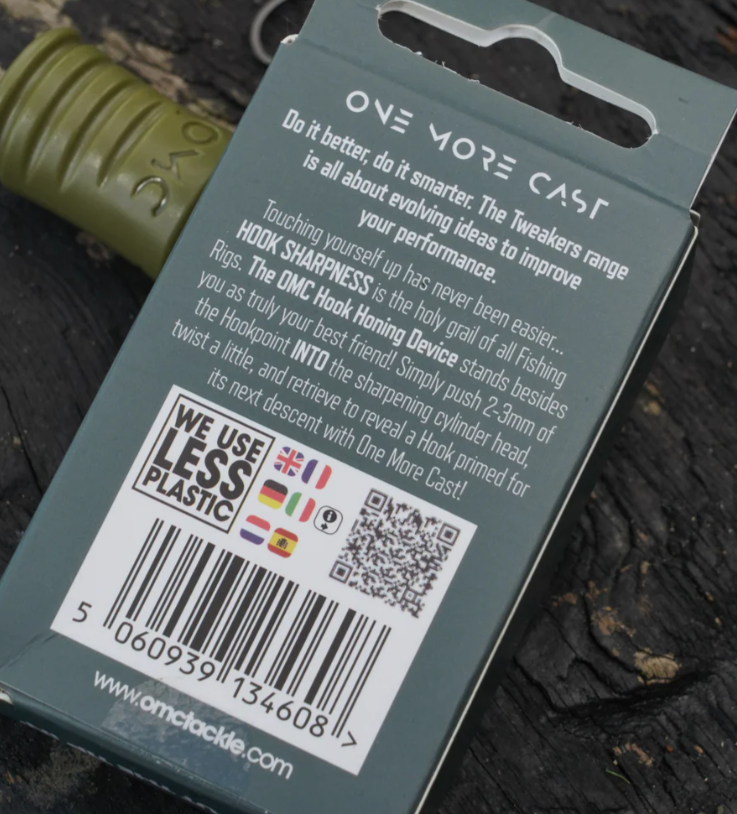 OMC
ONE MORE CAST
Do it better, do it smarter. The Tweakers range
is all about evolving ideas to improve
your performance.
Touching yourself up has never been easier...
HOOK SHARPNESS is the holy grail of all Fishing
Rigs. The OMC Hook Honing Device stands besides
you as truly your best friend! Simply push 2-3mm of
the Hookpoint INTO the sharpening cylinder head,
twist a little, and retrieve to reveal a Hook primed for
its next descent with One More Cast!
WE USE
LESS
PLASTIC
5 060939 134608 >
www.omctackle.com